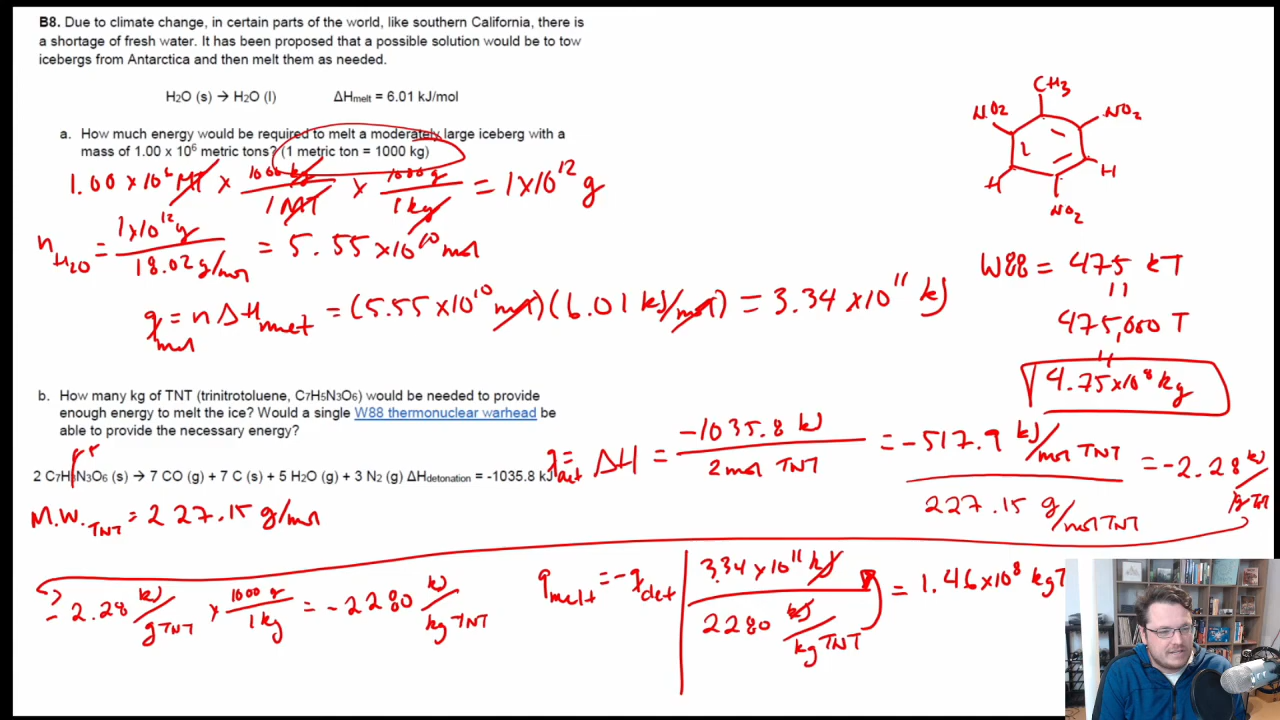 B8. Due to climate change, in certain parts of the world, like southern California, there is
a shortage of fresh water. It has been proposed that a possible solution would be to tow
icebergs from Antarctica and then melt them as needed.
H2O (s) → H2O (l) ΔHmelt = 6.01 kJ/mol
a. How much energy would be required to melt a moderately large iceberg with a
mass of 1.00 x 10⁶ metric tons? (1 metric ton = 1000 kg)
1.00 x 10⁶ MT x 1000 kg / 1 MT x 1000 g / 1 kg = 1 x 10¹² g
nH2O = 1 x 10¹² g / 18.02 g/mol = 5.55 x 10¹⁰ mol
q = nΔHmelt = (5.55 x 10¹⁰ mol)(6.01 kJ/mol) = 3.34 x 10¹¹ kJ
CH3
NO2 NO2
H H
NO2
W88 = 475 kT
475,000 T
4.75 x 10⁸ kg
b. How many kg of TNT (trinitrotoluene, C7H5N3O6) would be needed to provide
enough energy to melt the ice? Would a single W88 thermonuclear warhead be
able to provide the necessary energy?
5
2 C7H5N3O6 (s) → 7 CO (g) + 7 C (s) + 5 H2O (g) + 3 N2 (g) ΔHdetonation = -1035.8 kJ
qdet = ΔH = -1035.8 kJ / 2 mol TNT = -517.9 kJ/mol TNT / 227.15 g/mol TNT = -2.28 kJ/g TNT
M.W.TNT = 227.15 g/mol
= 2.28 kJ/g TNT x 1000 g / 1 kg = -2280 kJ/kg TNT
qmelt = -qdet
3.34 x 10¹¹ kJ / 2280 kJ/kg TNT = 1.46 x 10⁸ kg T